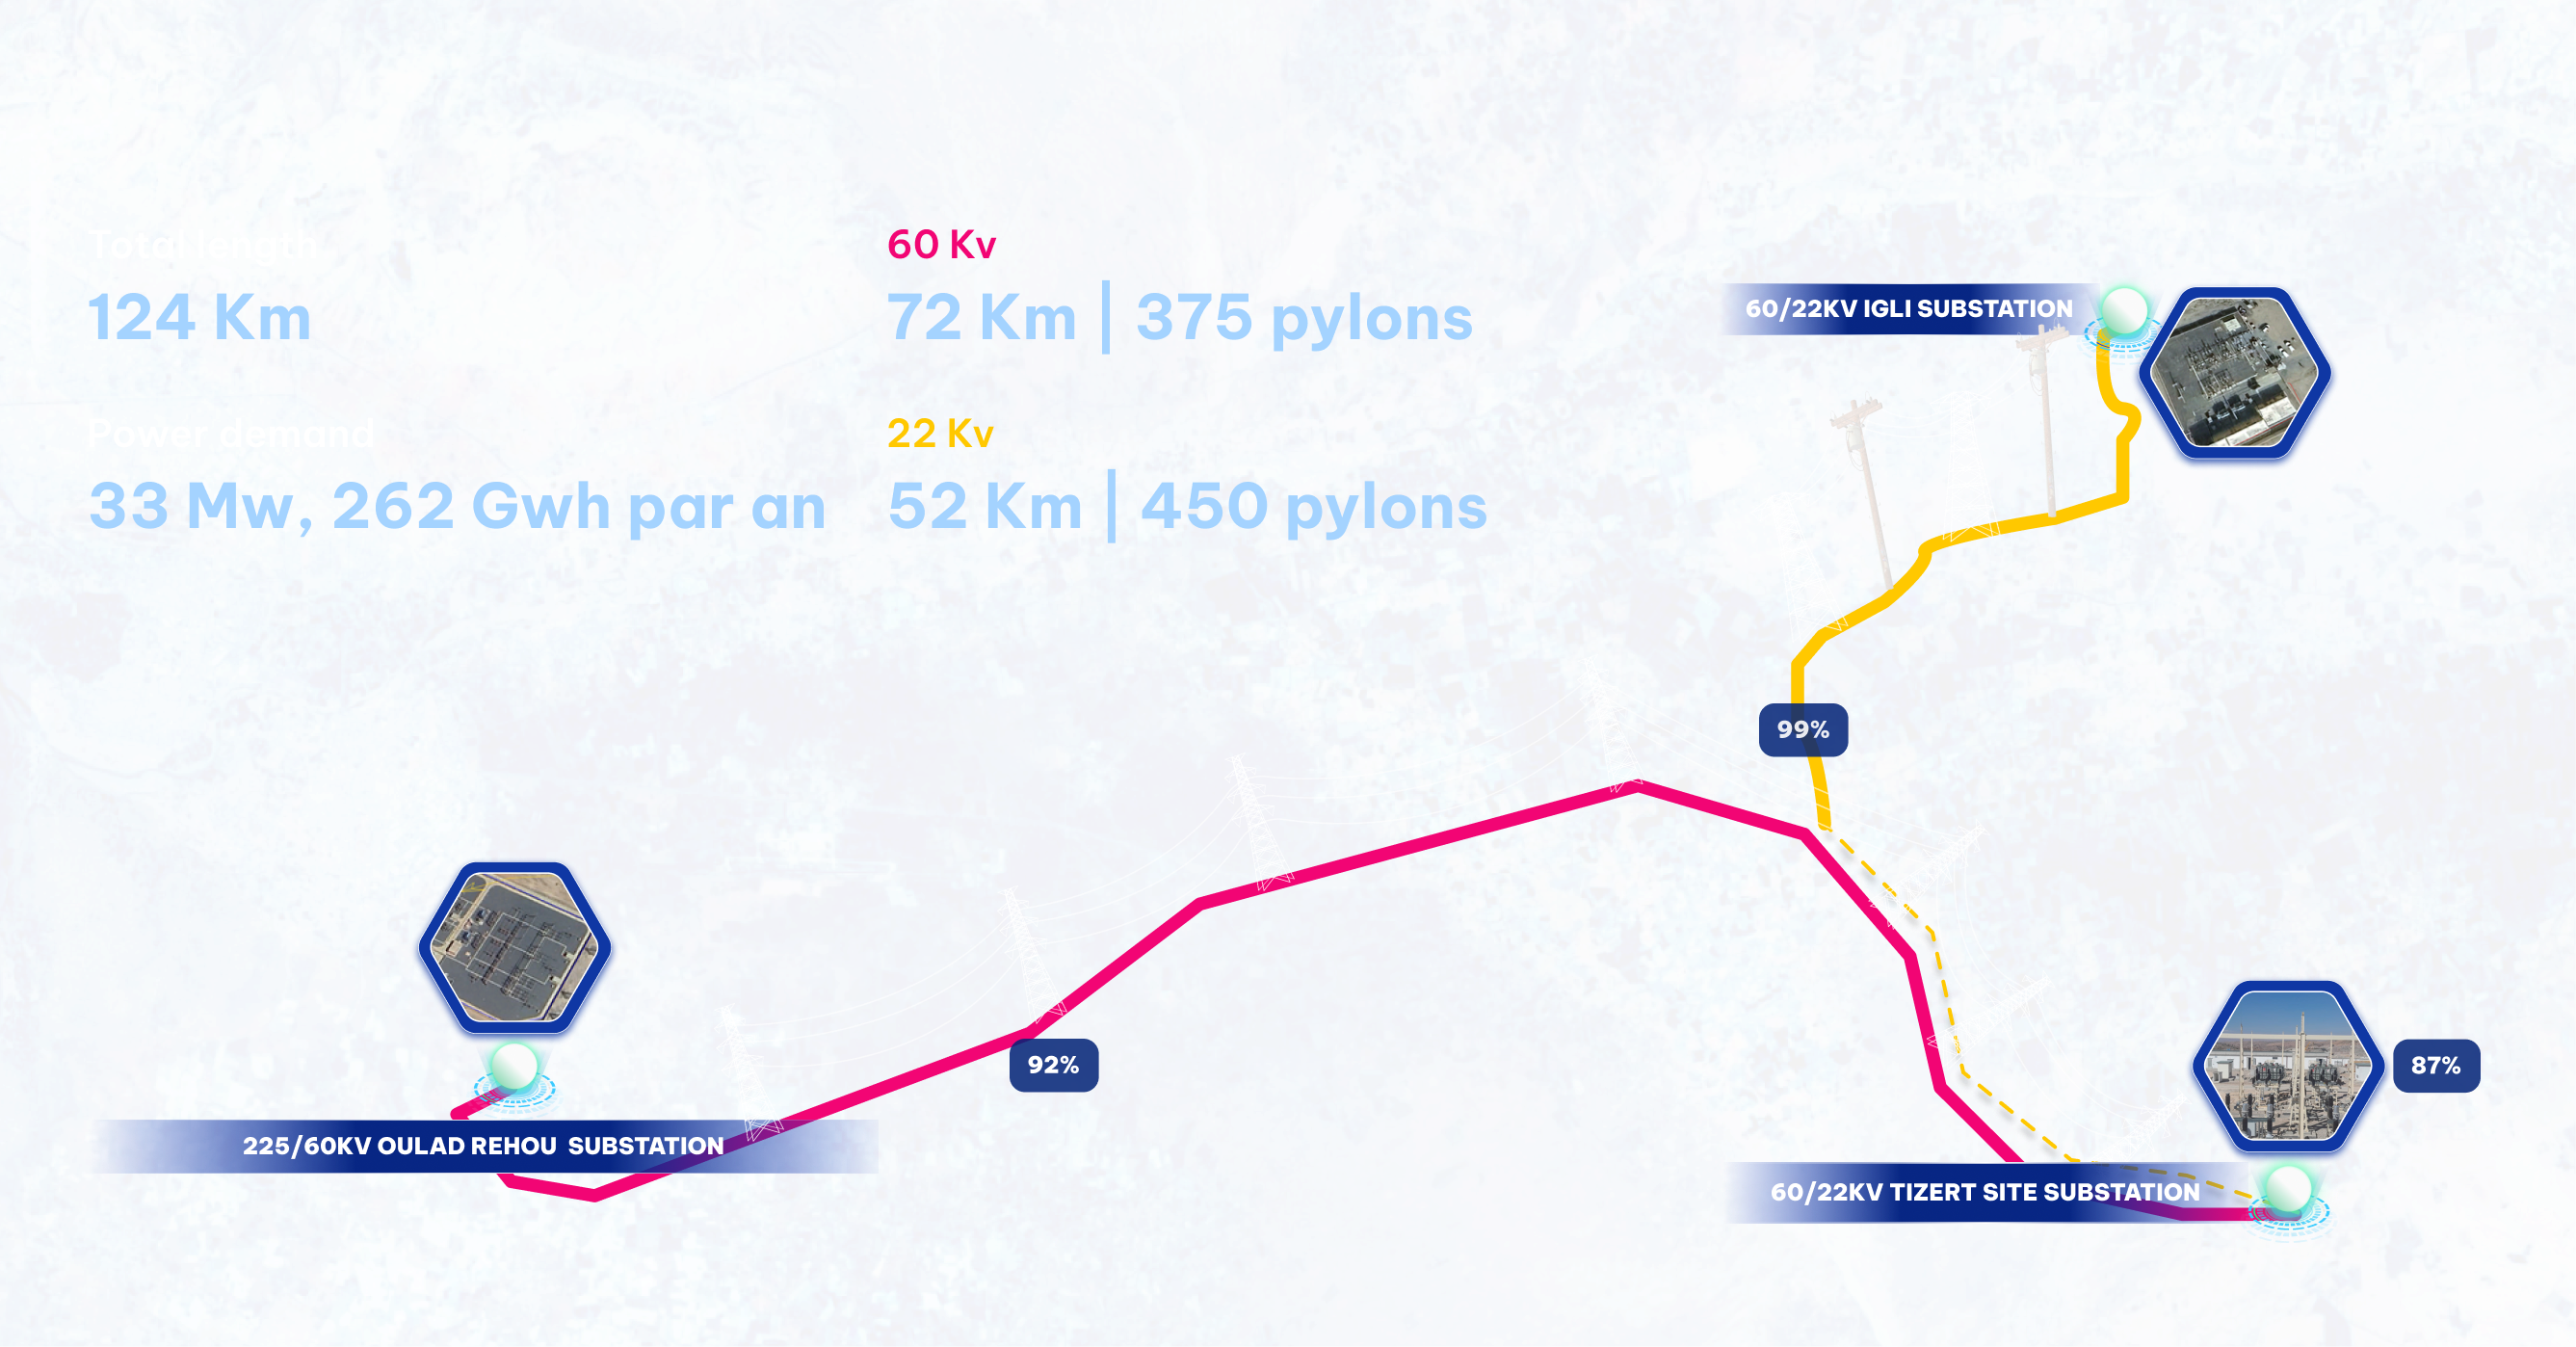 Total length
124 Km
Power demand
33 Mw, 262 Gwh par an
60 Kv
72 Km | 375 pylons
22 Kv
52 Km | 450 pylons
60/22KV IGLI SUBSTATION
99%
92%
225/60KV OULAD REHOU SUBSTATION
87%
60/22KV TIZERT SITE SUBSTATION